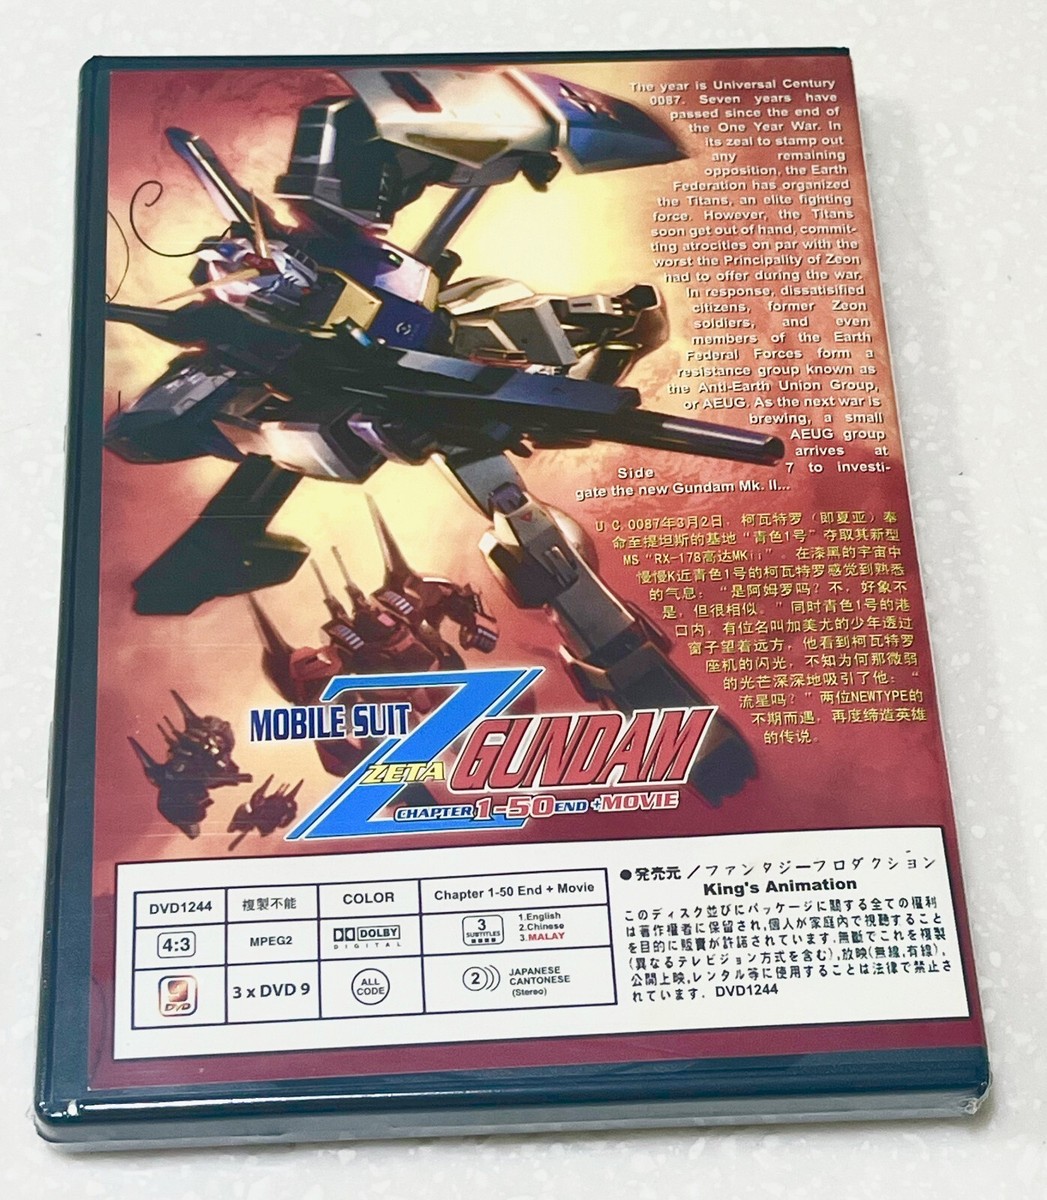 The year is Universal Century
0087. Seven years have
passed since the end of
the One Year War. In
its zeal to stamp out
any remaining
opposition, the Earth
Federation has organized
the Titans, an elite fighting
force. However, the Titans
soon get out of hand, commit-
ting atrocities on par with the
worst the Principality of Zeon
had to offer during the war.
In response, dissatisified
citizens, former Zeon
soldiers, and even
members of the Earth
Federal Forces form a
resistance group known as
the Anti-Earth Union Group,
or AEUG. As the next war is
brewing, a small
AEUG group
arrives at
Side 7 to investi-
gate the new Gundam Mk. II...
U C 0087年3月2日，柯瓦特罗（即夏亚）奉
命至提坦斯的基地“青色1号”夺取其新型
MS“RX-178高达MKii”。在漆黑的宇宙中
慢慢K近青色1号的柯瓦特罗感觉到熟悉
的气息：“是阿姆罗吗？不，好象不
是，但很相似。”同时青色1号的港
口内，有位名叫加美尤的少年透过
窗子望着远方，他看到柯瓦特罗
座机的闪光，不知为何那微弱
的光芒深深地吸引了他：“
流星吗？”两位NEWTYPE的
不期而遇，再度缔造英雄
的传说。
MOBILE SUIT Z ZETA GUNDAM
CHAPTER 1-50 END +MOVIE
DVD1244 複製不能 COLOR Chapter 1-50 End + Movie
4:3 MPEG2 DOLBY DIGITAL 3 SUBTITLES 1.English 2.Chinese 3.MALAY
9 DVD 3 x DVD 9 ALL CODE 2 JAPANESE CANTONESE (Stereo)
●発売元／ファンタジープロダクション
King's Animation
このディスク並びにパッケージに關する全ての權利
は著作權者に保留され,個人が家庭内で視聴すること
を目的に販賣が許諾されています.無斷でこれを複製
(異なるテレビジョン方式を含む),放映(無線,有線),
公開上映,レンタル等に使用することは法律で禁止さ
れています. DVD1244